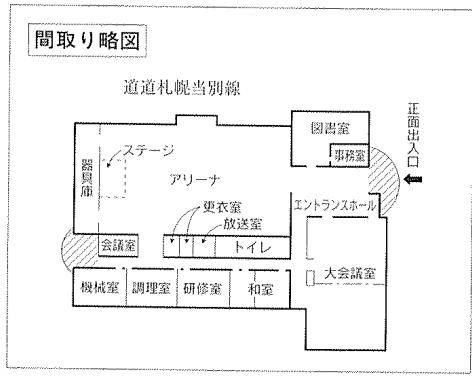 間取り略図
道道札幌当別線
図書室
事務室
正面出入口
ステージ
器具庫
アリーナ
エントランスホール
更衣室
放送室
会議室
トイレ
大会議室
機械室
調理室
研修室
和室